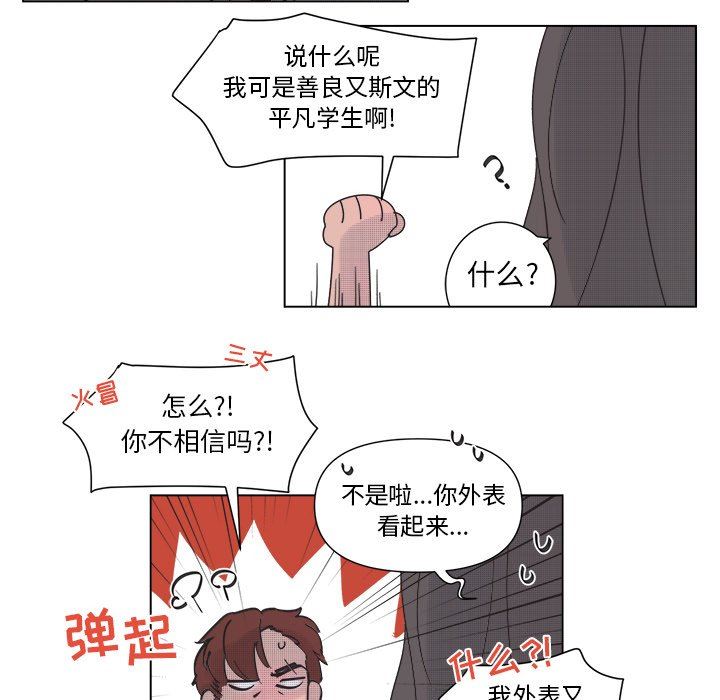 说什么呢
我可是善良又斯文的
平凡学生啊!
什么?
火冒
三丈
怎么?!
你不相信吗?!
不是啦...你外表
看起来...
弹起
什么?!
我外表又